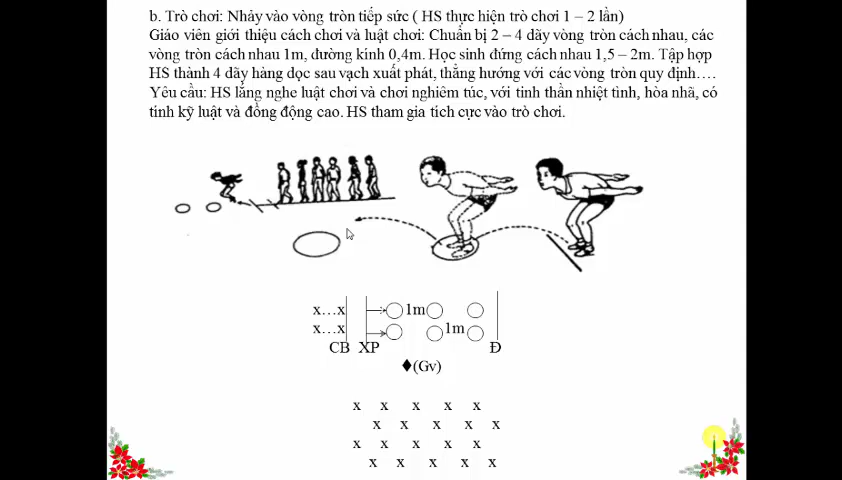 b. Trò chơi: Nhảy vào vòng tròn tiếp sức ( HS thực hiện trò chơi 1 – 2 lần)
Giáo viên giới thiệu cách chơi và luật chơi: Chuẩn bị 2 – 4 dãy vòng tròn cách nhau, các
vòng tròn cách nhau 1m, đường kính 0,4m. Học sinh đứng cách nhau 1,5 – 2m. Tập hợp
HS thành 4 dãy hàng dọc sau vạch xuất phát, thẳng hướng với các vòng tròn quy định….
Yêu cầu: HS lắng nghe luật chơi và chơi nghiêm túc, với tinh thần nhiệt tình, hòa nhã, có
tính kỹ luật và đồng động cao. HS tham gia tích cực vào trò chơi.
x…x 1m
x…x 1m
CB XP Đ
♦(Gv)
x x x x x
x x x x x
x x x x x
x x x x x